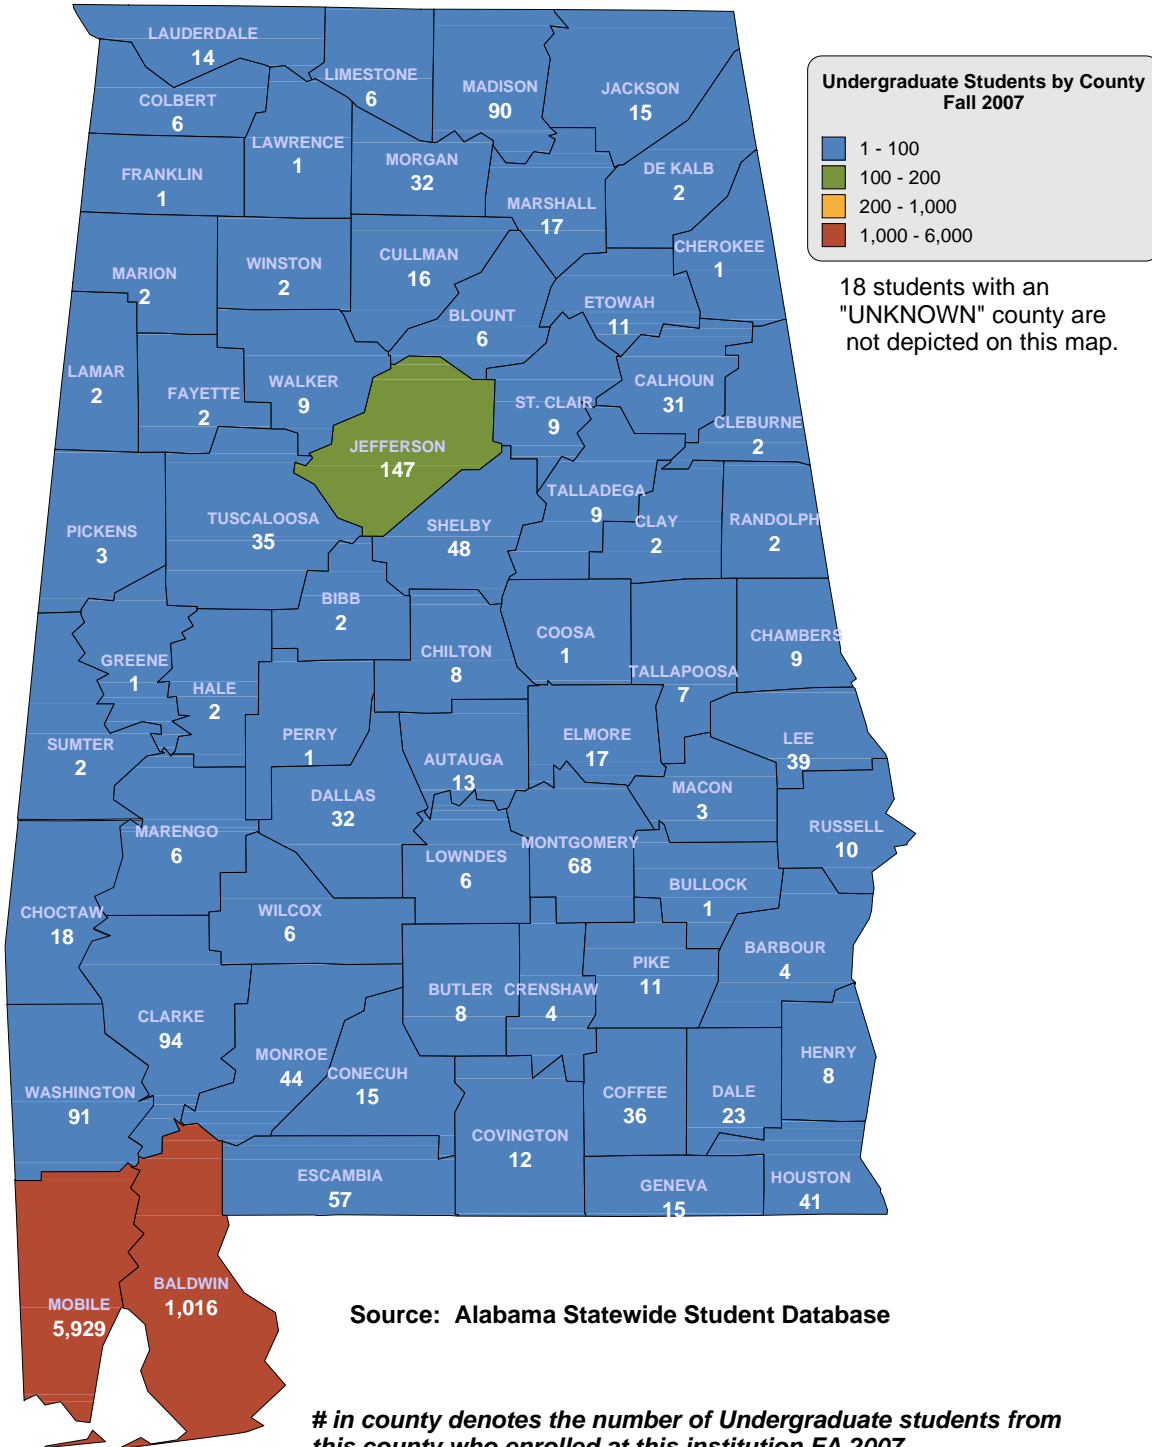 LAUDERDALE
14
LIMESTONE
6
MADISON
90
JACKSON
15
COLBERT
6
LAWRENCE
1
MORGAN
32
FRANKLIN
1
DE KALB
2
MARSHALL
17
CHEROKEE
1
MARION
2
WINSTON
2
CULLMAN
16
ETOWAH
11
BLOUNT
6
LAMAR
2
FAYETTE
2
WALKER
9
JEFFERSON
147
ST. CLAIR
9
CALHOUN
31
CLEBURNE
2
PICKENS
3
TUSCALOOSA
35
SHELBY
48
TALLADEGA
9
CLAY
2
RANDOLPH
2
BIBB
2
GREENE
1
HALE
2
CHILTON
8
COOSA
1
TALLAPOOSA
7
CHAMBERS
9
SUMTER
2
PERRY
1
AUTAUGA
13
ELMORE
17
LEE
39
DALLAS
32
MACON
3
MARENGO
6
LOWNDES
6
MONTGOMERY
68
RUSSELL
10
BULLOCK
1
CHOCTAW
18
WILCOX
6
BARBOUR
4
PIKE
11
BUTLER
8
CRENSHAW
4
CLARKE
94
MONROE
44
CONECUH
15
WASHINGTON
91
COFFEE
36
DALE
23
HENRY
8
COVINGTON
12
ESCAMBIA
57
GENEVA
15
HOUSTON
41
MOBILE
5,929
BALDWIN
1,016
Undergraduate Students by County
Fall 2007
1 - 100
100 - 200
200 - 1,000
1,000 - 6,000
18 students with an
"UNKNOWN" county are
not depicted on this map.
Source: Alabama Statewide Student Database
# in county denotes the number of Undergraduate students from
this county who enrolled at this institution FA 2007